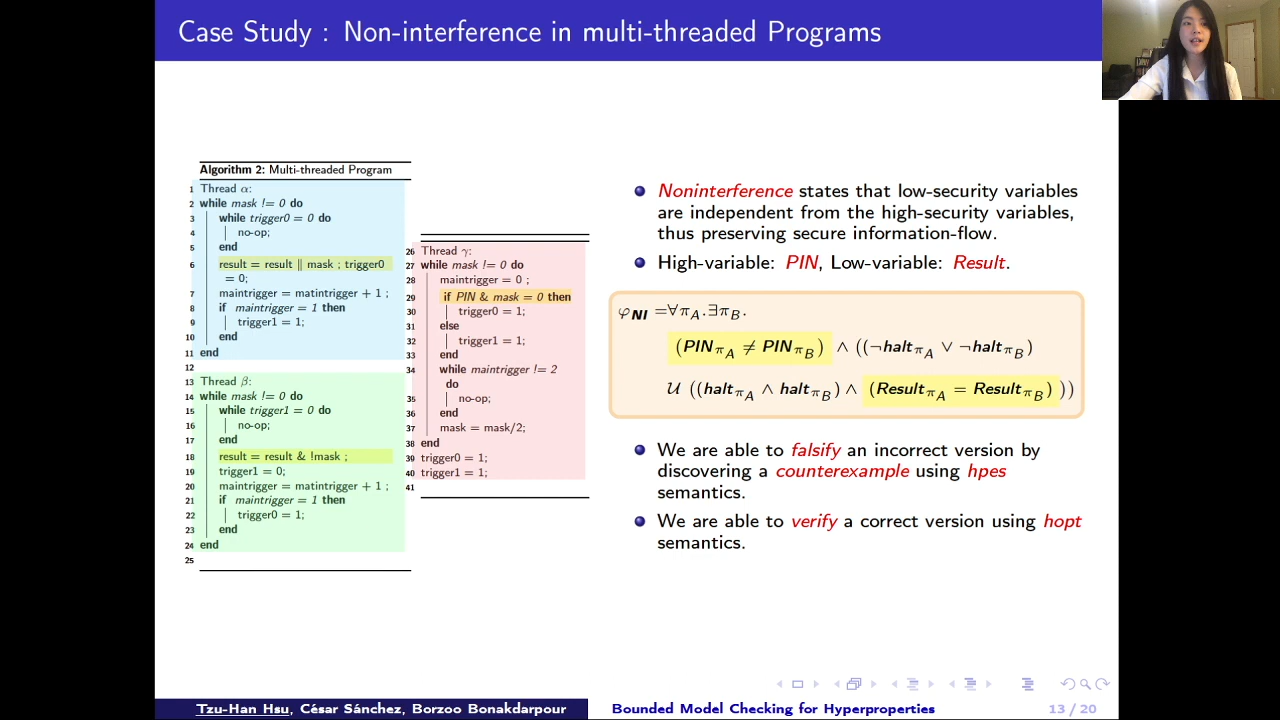 Case Study : Non-interference in multi-threaded Programs
Algorithm 2: Multi-threaded Program
1 Thread α:
2 while mask != 0 do
3 while trigger0 = 0 do
4 no-op;
5 end
6 result = result ∥ mask ; trigger0
= 0;
7 maintrigger = matintrigger + 1 ;
8 if maintrigger = 1 then
9 trigger1 = 1;
10 end
11 end
12
13 Thread β:
14 while mask != 0 do
15 while trigger1 = 0 do
16 no-op;
17 end
18 result = result & !mask ;
19 trigger1 = 0;
20 maintrigger = matintrigger + 1 ;
21 if maintrigger = 1 then
22 trigger0 = 1;
23 end
24 end
25
26 Thread γ:
27 while mask != 0 do
28 maintrigger = 0 ;
29 if PIN & mask = 0 then
30 trigger0 = 1;
31 else
32 trigger1 = 1;
33 end
34 while maintrigger != 2
do
35 no-op;
36 end
37 mask = mask/2;
38 end
39 trigger0 = 1;
40 trigger1 = 1;
41
Noninterference states that low-security variables
are independent from the high-security variables,
thus preserving secure information-flow.
High-variable: PIN, Low-variable: Result.
φNI =∀πA.∃πB.
(PINπA ≠ PINπB) ∧ ((¬haltπA ∨ ¬haltπB)
U ((haltπA ∧ haltπB) ∧ (ResultπA = ResultπB)))
We are able to falsify an incorrect version by
discovering a counterexample using hpes
semantics.
We are able to verify a correct version using hopt
semantics.
Tzu-Han Hsu, César Sánchez, Borzoo Bonakdarpour
Bounded Model Checking for Hyperproperties
13 / 20